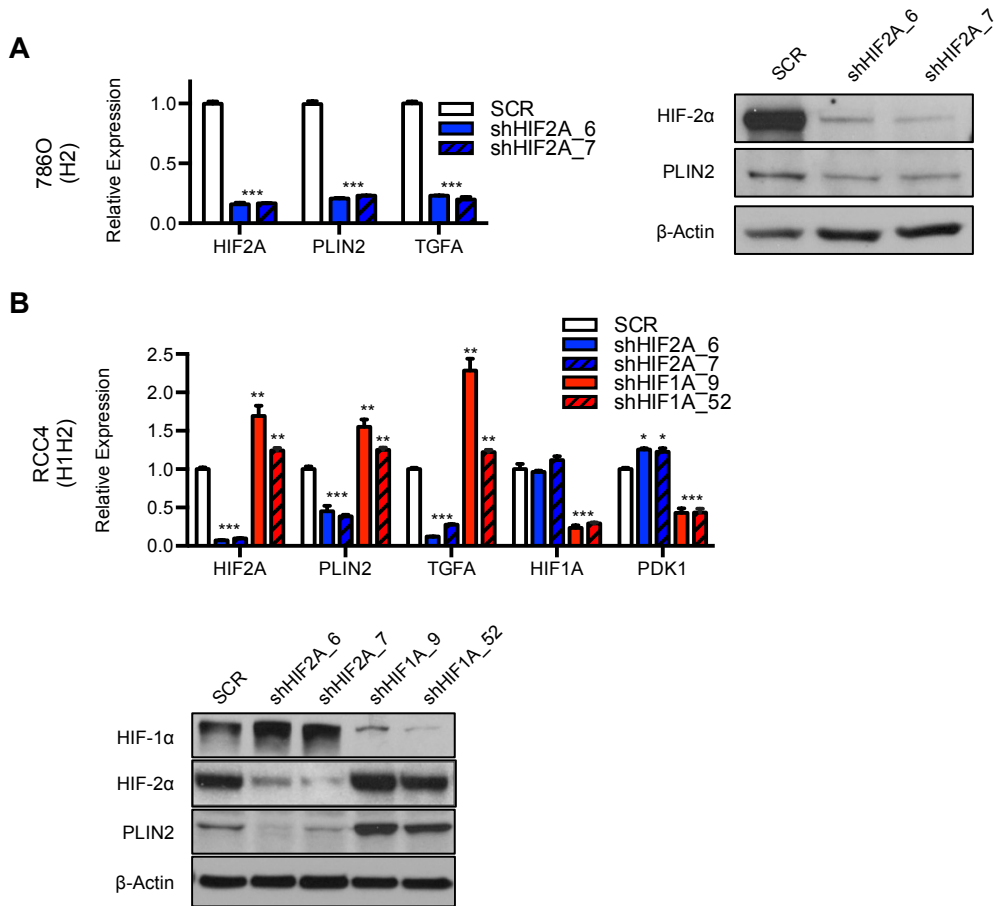 A
786O
(H2)
Relative Expression
1.0
0.5
0.0
***
***
***
HIF2A PLIN2 TGFA
SCR
shHIF2A_6
shHIF2A_7
SCR
shHIF2A_6
shHIF2A_7
HIF-2α
PLIN2
β-Actin
B
RCC4
(H1H2)
Relative Expression
2.5
2.0
1.5
1.0
0.5
0.0
SCR
shHIF2A_6
shHIF2A_7
shHIF1A_9
shHIF1A_52
*** ** **
*** ** **
*** ** **
***
* * ***
HIF2A PLIN2 TGFA HIF1A PDK1
SCR
shHIF2A_6
shHIF2A_7
shHIF1A_9
shHIF1A_52
HIF-1α
HIF-2α
PLIN2
β-Actin